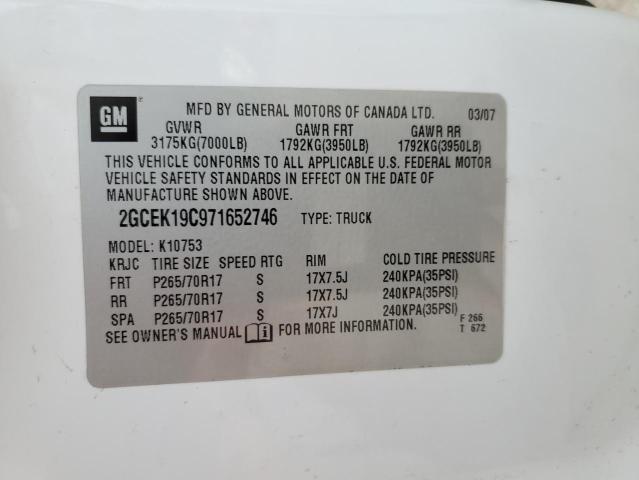 GM
MFD BY GENERAL MOTORS OF CANADA LTD. 03/07
GVWR GAWR FRT GAWR RR
3175KG(7000LB) 1792KG(3950LB) 1792KG(3950LB)
THIS VEHICLE CONFORMS TO ALL APPLICABLE U.S. FEDERAL MOTOR
VEHICLE SAFETY STANDARDS IN EFFECT ON THE DATE OF
MANUFACTURE SHOWN ABOVE.
2GCEK19C971652746 TYPE: TRUCK
MODEL: K10753
KRJC TIRE SIZE SPEED RTG RIM COLD TIRE PRESSURE
FRT P265/70R17 S 17X7.5J 240KPA(35PSI)
RR P265/70R17 S 17X7.5J 240KPA(35PSI)
SPA P265/70R17 S 17X7J 240KPA(35PSI)
SEE OWNER'S MANUAL FOR MORE INFORMATION.
F 266
T 672